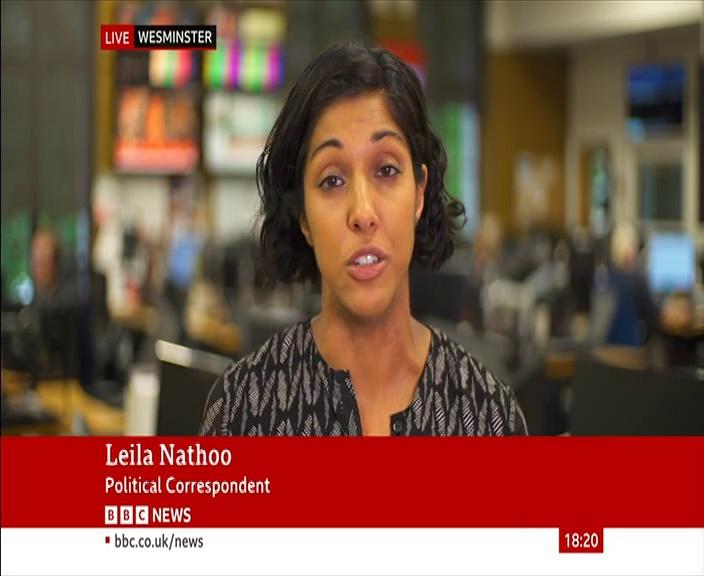 LIVE WESMINSTER
Leila Nathoo
Political Correspondent
BBC NEWS
bbc.co.uk/news
18:20